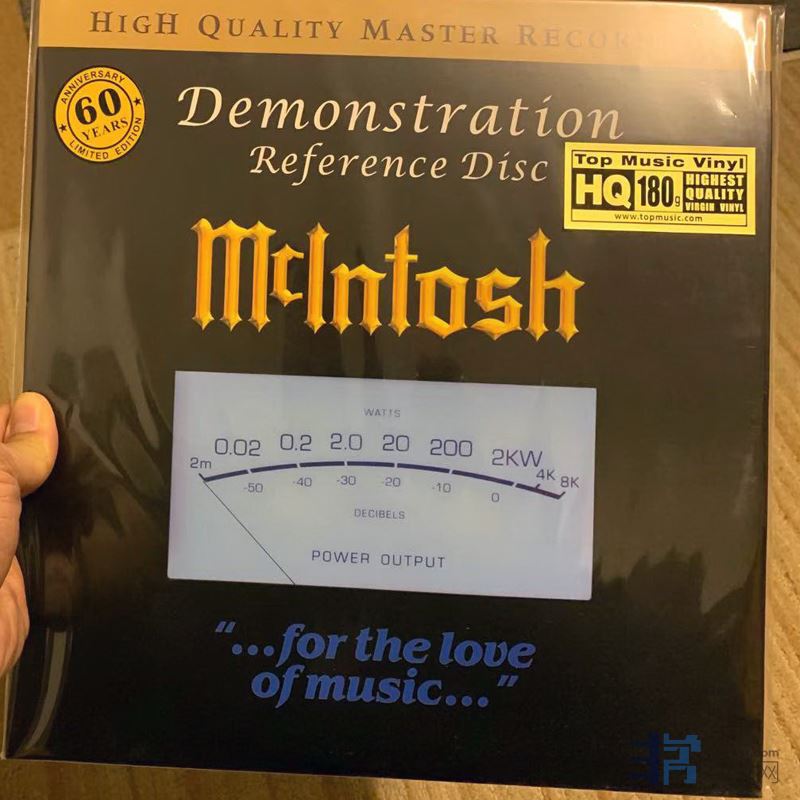 HIGH QUALITY MASTER RECOR
ANNIVERSARY
60
YEARS
LIMITED EDITION
Demonstration
Reference Disc
Top Music Vinyl
HQ 180g HIGHEST
QUALITY
VIRGIN VINYL
www.topmusic.com
McIntosh
WATTS
2m 0.02 0.2 2.0 20 200 2KW 4K 8K
-50 -40 -30 -20 -10 0
DECIBELS
POWER OUTPUT
“...for the love
of music...”
om
网